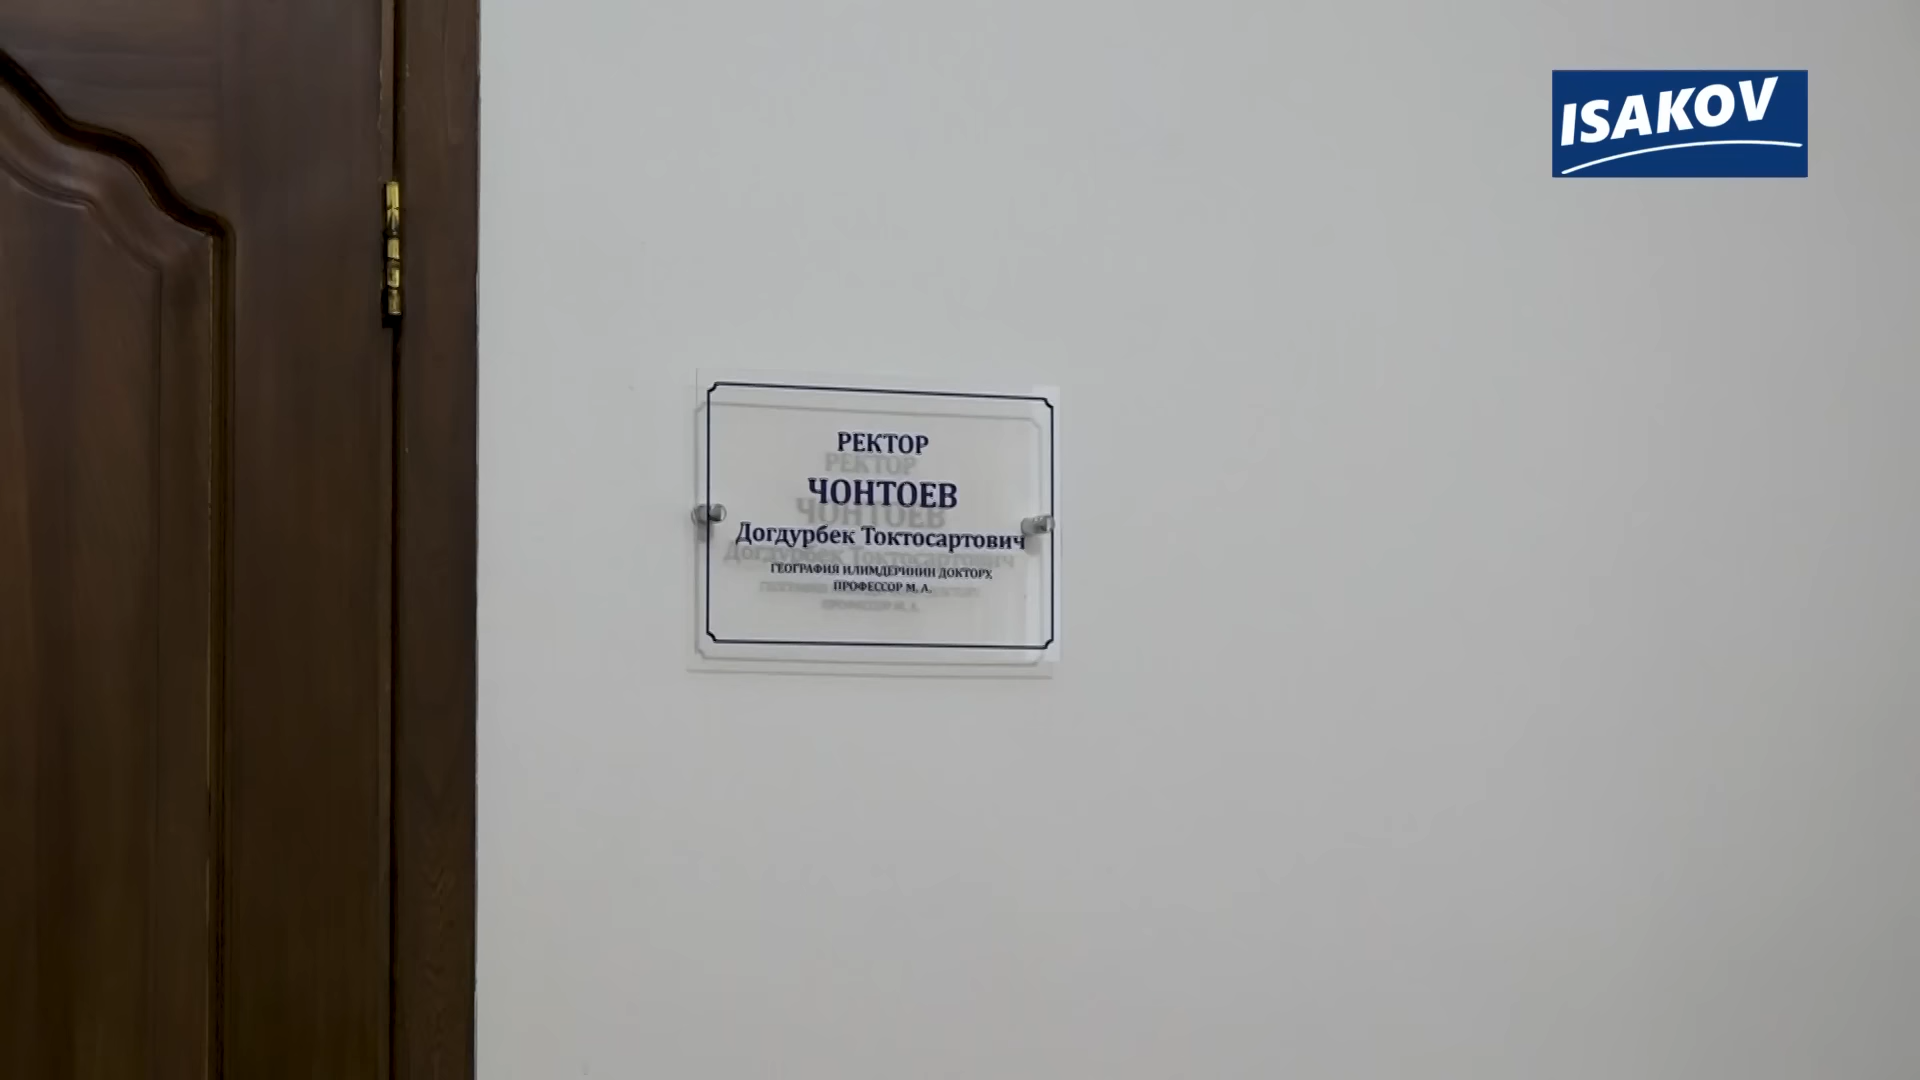 ISAKOV
РЕКТОР
ЧОНТОЕВ
Догдурбек Токтосартович
ГЕОГРАФИЯ ИЛИМДЕРИНИН ДОКТОРУ,
ПРОФЕССОР М. А.